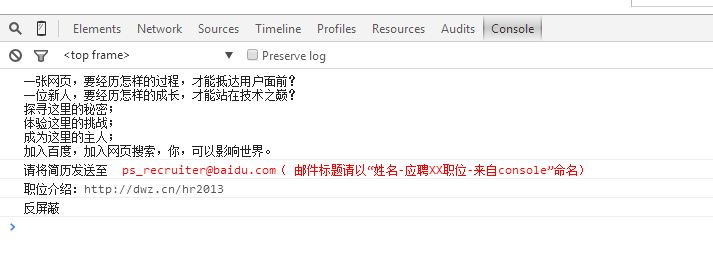 Elements Network Sources Timeline Profiles Resources Audits Console
<top frame> ▼ Preserve log
一张网页，要经历怎样的过程，才能抵达用户面前？
一位新人，要经历怎样的成长，才能站在技术之巅？
探寻这里的秘密；
体验这里的挑战；
成为这里的主人；
加入百度，加入网页搜索，你，可以影响世界。
请将简历发送至 ps_recruiter@baidu.com（ 邮件标题请以“姓名-应聘XX职位-来自console”命名）
职位介绍：http://dwz.cn/hr2013
反屏蔽
>